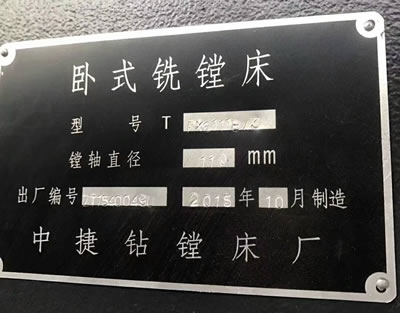 卧式铣镗床
型 号 T
镗轴直径 110 mm
出厂编号 2015 年 10 月制造
中捷钻镗床厂